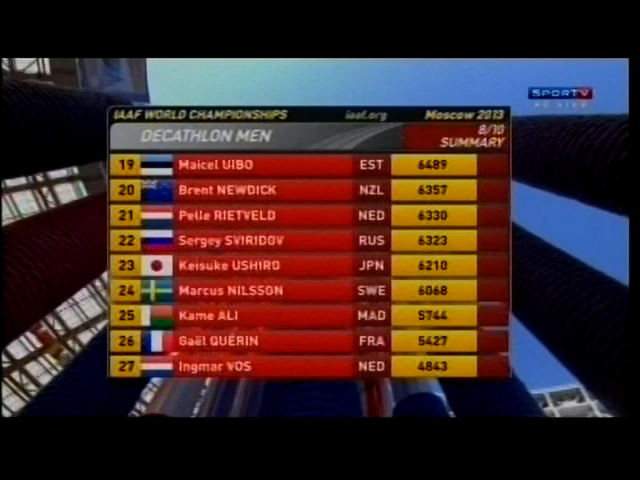 SPORTV
AO VIVO
IAAF WORLD CHAMPIONSHIPS iaaf.org Moscow 2013
DECATHLON MEN 8/10 SUMMARY
19 Maicel UIBO EST 6489
20 Brent NEWDICK NZL 6357
21 Pelle RIETVELD NED 6330
22 Sergey SVIRIDOV RUS 6323
23 Keisuke USHIRO JPN 6210
24 Marcus NILSSON SWE 6068
25 Kame ALI MAD 5744
26 Gaël QUERIN FRA 5427
27 Ingmar VOS NED 4843